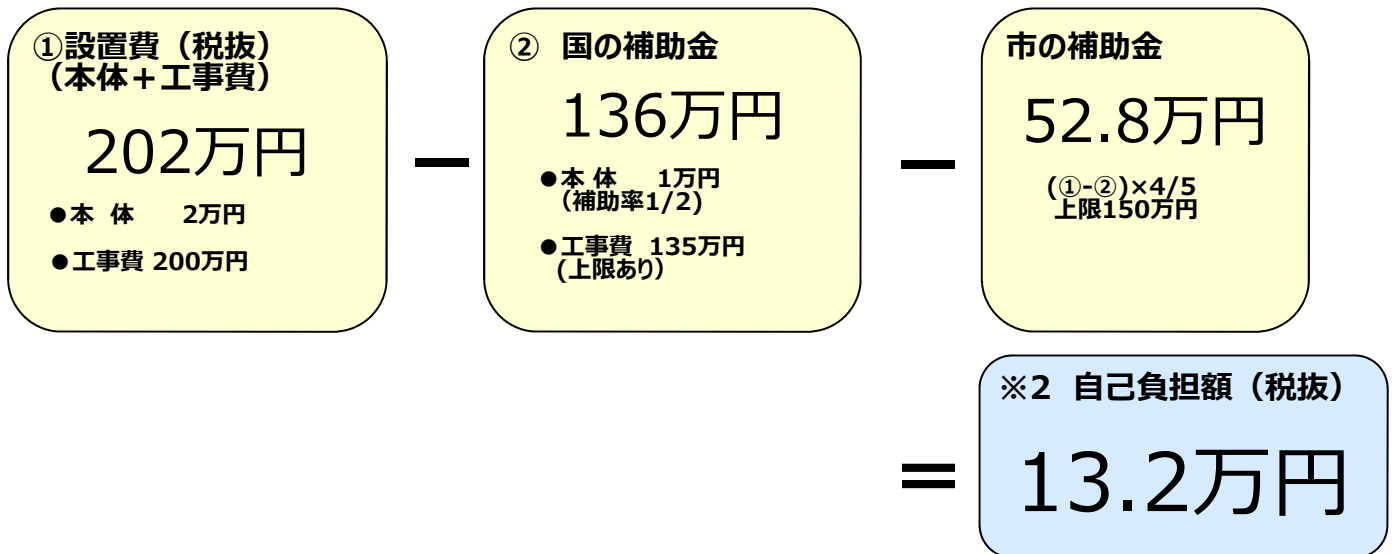 ①設置費（税抜）
（本体＋工事費）
202万円
●本 体 2万円
●工事費 200万円
－
② 国の補助金
136万円
●本 体 1万円
（補助率1/2)
●工事費 135万円
(上限あり）
－
市の補助金
52.8万円
(①-②)×4/5
上限150万円
＝
※2 自己負担額（税抜）
13.2万円